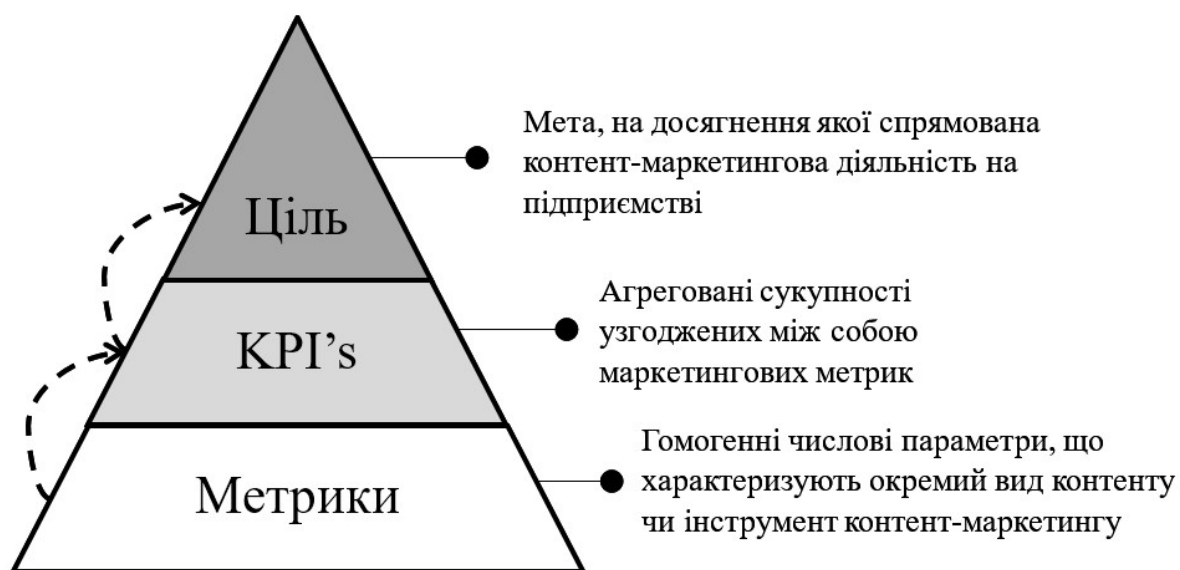 Мета, на досягнення якої спрямована
контент-маркетингова діяльність на
підприємстві
Ціль
Агреговані сукупності
узгоджених між собою
маркетингових метрик
KPI’s
Гомогенні числові параметри, що
характеризують окремий вид контенту
чи інструмент контент-маркетингу
Метрики